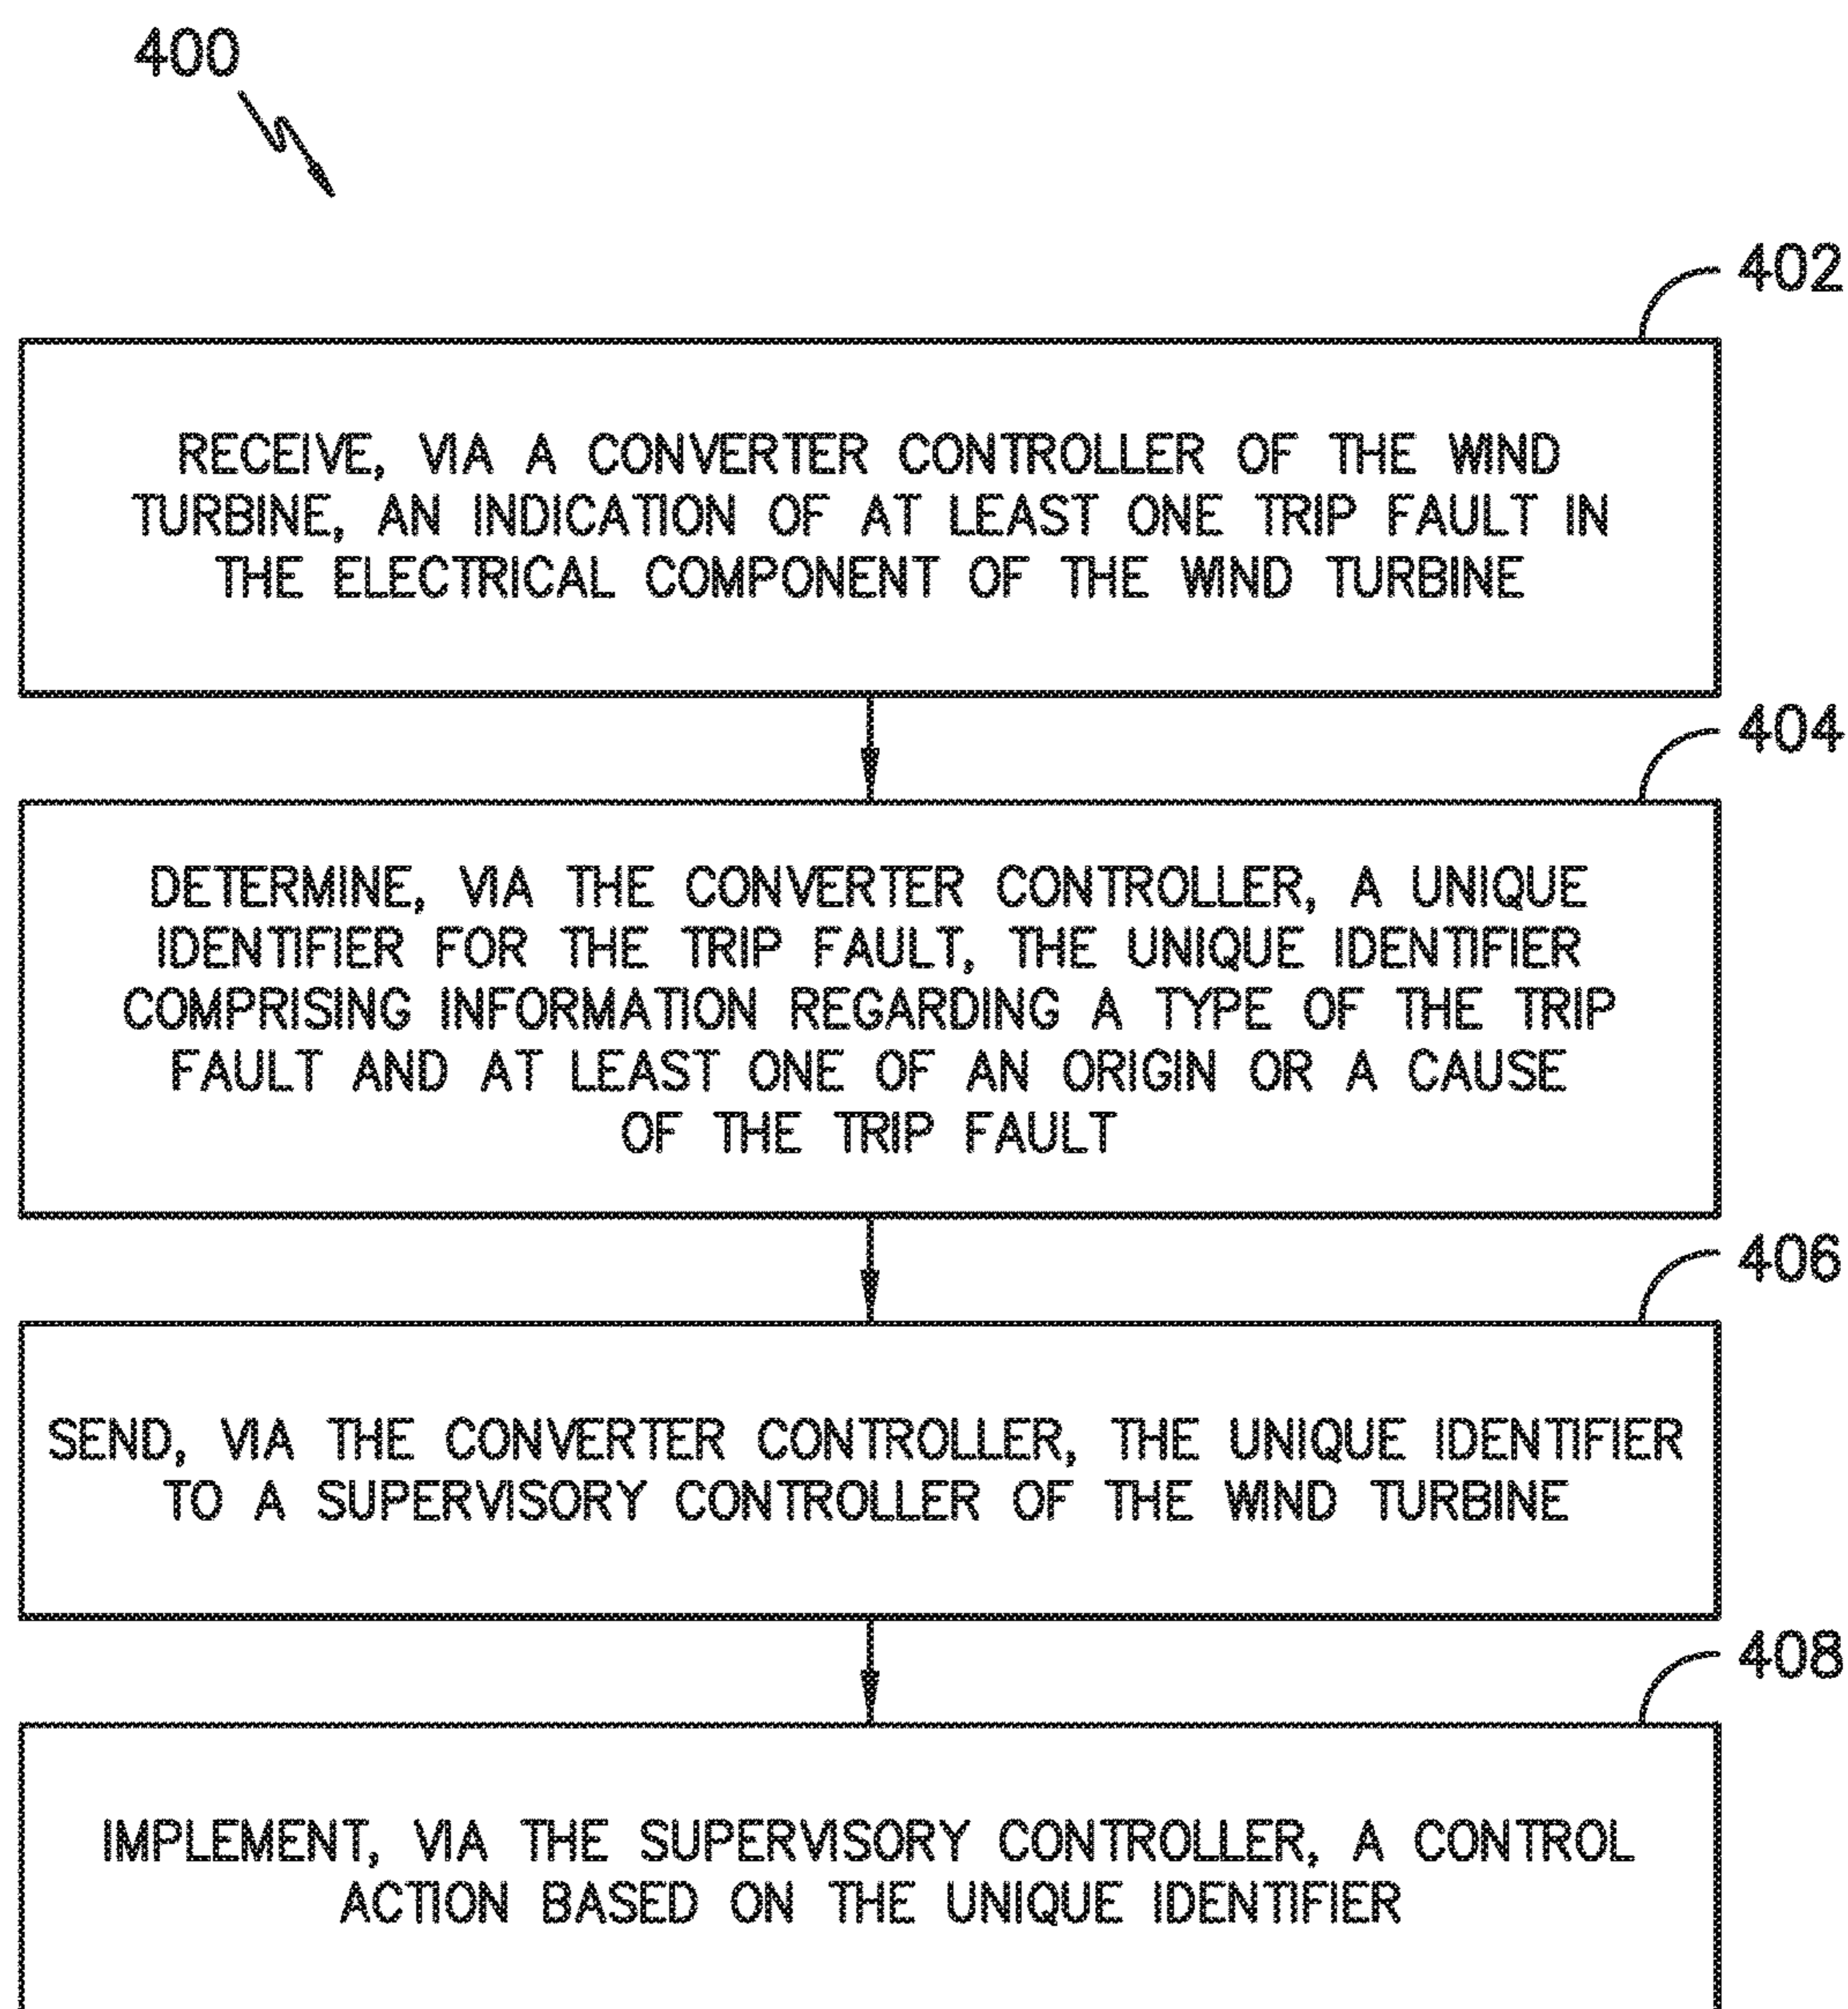 400
402
RECEIVE, VIA A CONVERTER CONTROLLER OF THE WIND
TURBINE, AN INDICATION OF AT LEAST ONE TRIP FAULT IN
THE ELECTRICAL COMPONENT OF THE WIND TURBINE
404
DETERMINE, VIA THE CONVERTER CONTROLLER, A UNIQUE
IDENTIFIER FOR THE TRIP FAULT, THE UNIQUE IDENTIFIER
COMPRISING INFORMATION REGARDING A TYPE OF THE TRIP
FAULT AND AT LEAST ONE OF AN ORIGIN OR A CAUSE
OF THE TRIP FAULT
406
SEND, VIA THE CONVERTER CONTROLLER, THE UNIQUE IDENTIFIER
TO A SUPERVISORY CONTROLLER OF THE WIND TURBINE
408
IMPLEMENT, VIA THE SUPERVISORY CONTROLLER, A CONTROL
ACTION BASED ON THE UNIQUE IDENTIFIER